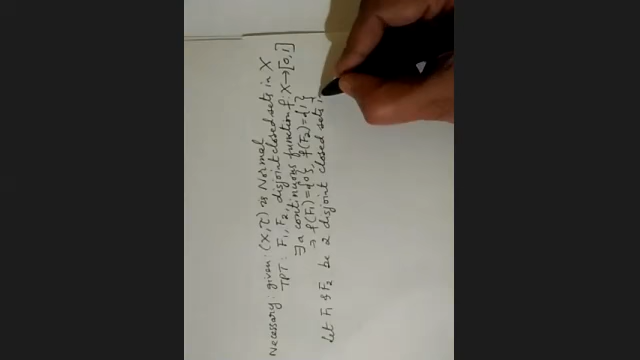 Necessary: given: (X, τ) is Normal
TPT: F₁, F₂, disjoint closed sets in X
∃ a continuous function f: X → [0,1]
∋ f(F₁) = {0}, f(F₂) = {1}
Let F₁ & F₂ be 2 disjoint closed sets i